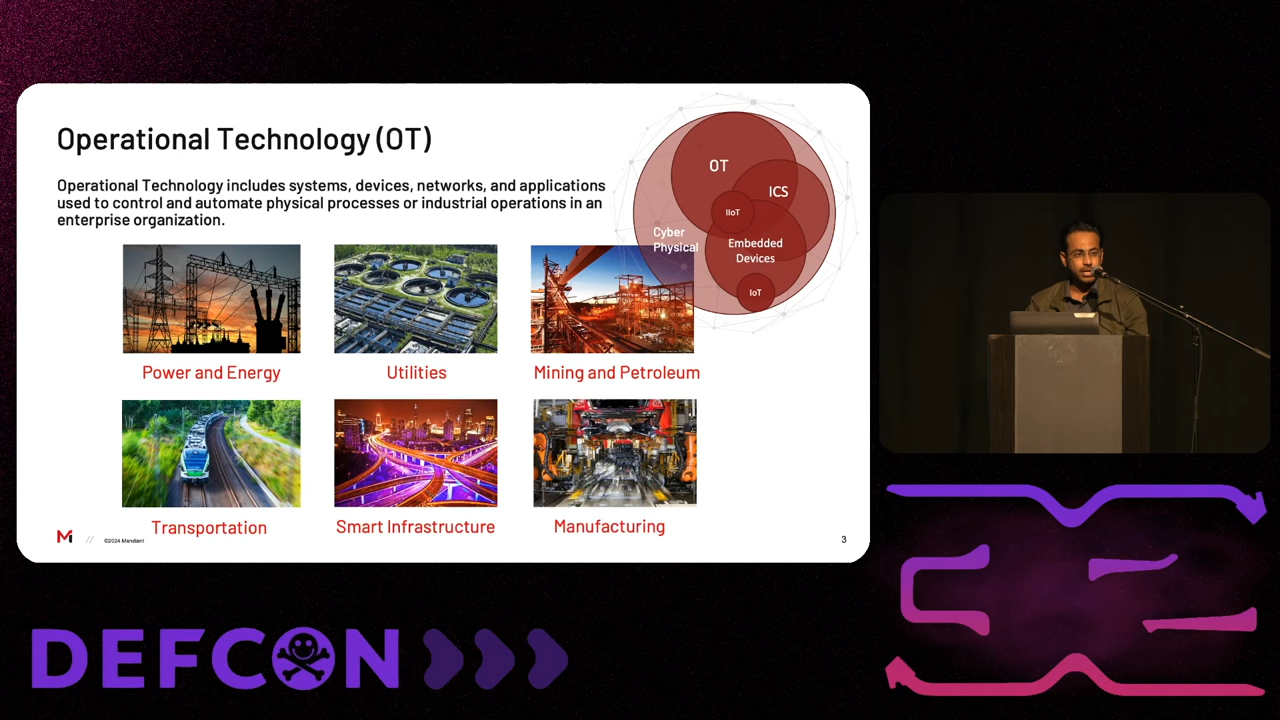 Operational Technology (OT)
Operational Technology includes systems, devices, networks, and applications
used to control and automate physical processes or industrial operations in an
enterprise organization.
OT
ICS
IIoT
Cyber
Physical
Embedded
Devices
IoT
Power and Energy
Utilities
Mining and Petroleum
Transportation
Smart Infrastructure
Manufacturing
M // ©2024 Mandiant
3
DEFCON